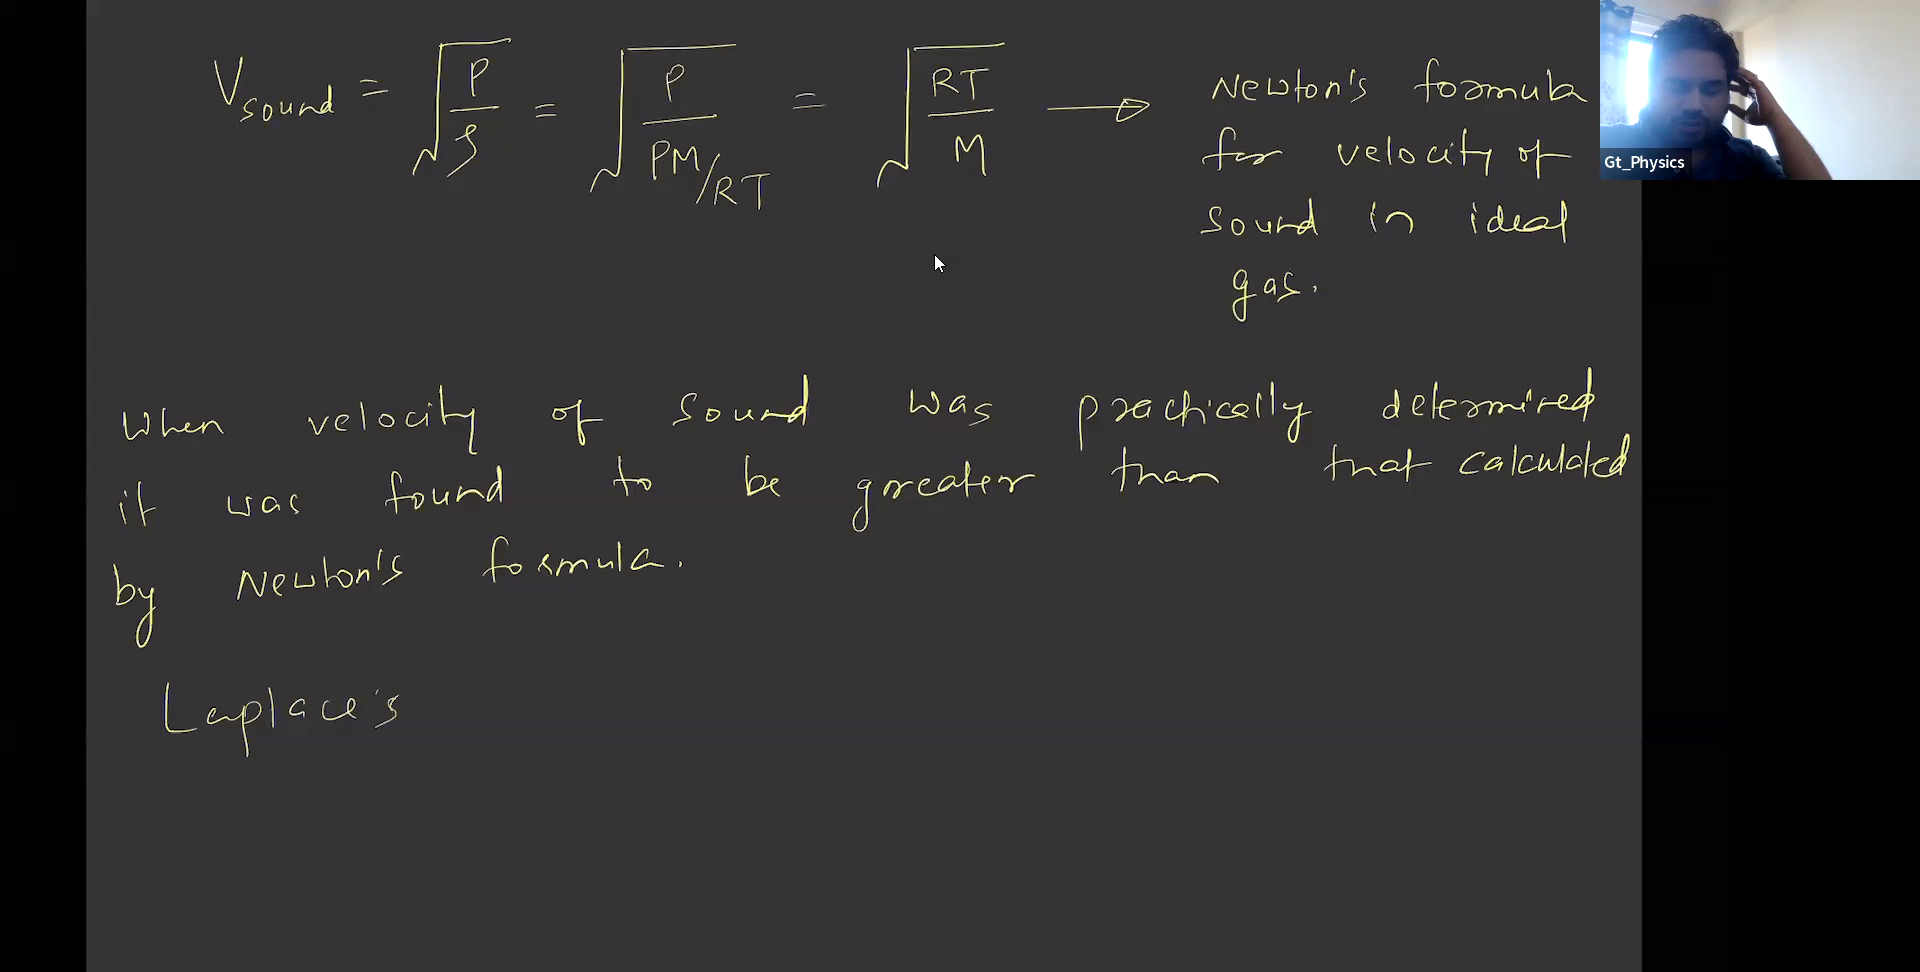 V sound = √P/ρ = √P/PM/RT = √RT/M → Newton's formula
for velocity of
sound in ideal
gas.
Gt_Physics
When velocity of sound was practically determined
it was found to be greater than that calculated
by Newton's formula.
Laplace's